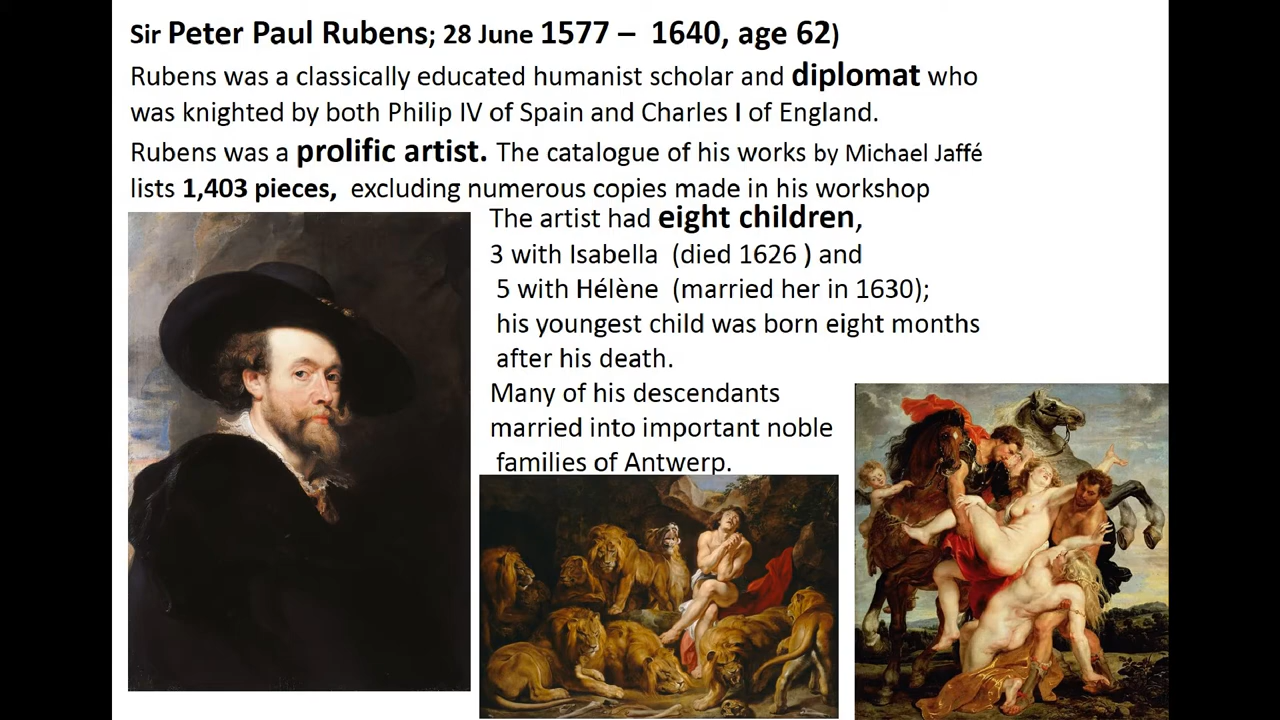 Sir Peter Paul Rubens; 28 June 1577 – 1640, age 62)
Rubens was a classically educated humanist scholar and diplomat who
was knighted by both Philip IV of Spain and Charles I of England.
Rubens was a prolific artist. The catalogue of his works by Michael Jaffé
lists 1,403 pieces, excluding numerous copies made in his workshop
The artist had eight children,
3 with Isabella (died 1626 ) and
5 with Hélène (married her in 1630);
his youngest child was born eight months
after his death.
Many of his descendants
married into important noble
families of Antwerp.